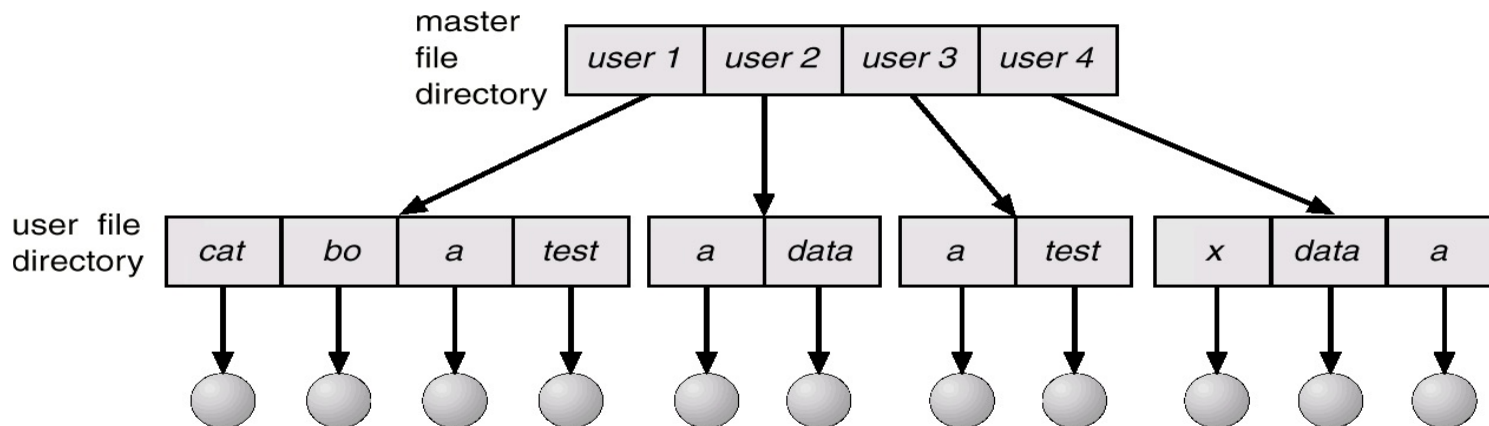 master
file
directory
user 1 user 2 user 3 user 4
user file
directory
cat bo a test a data a test x data a